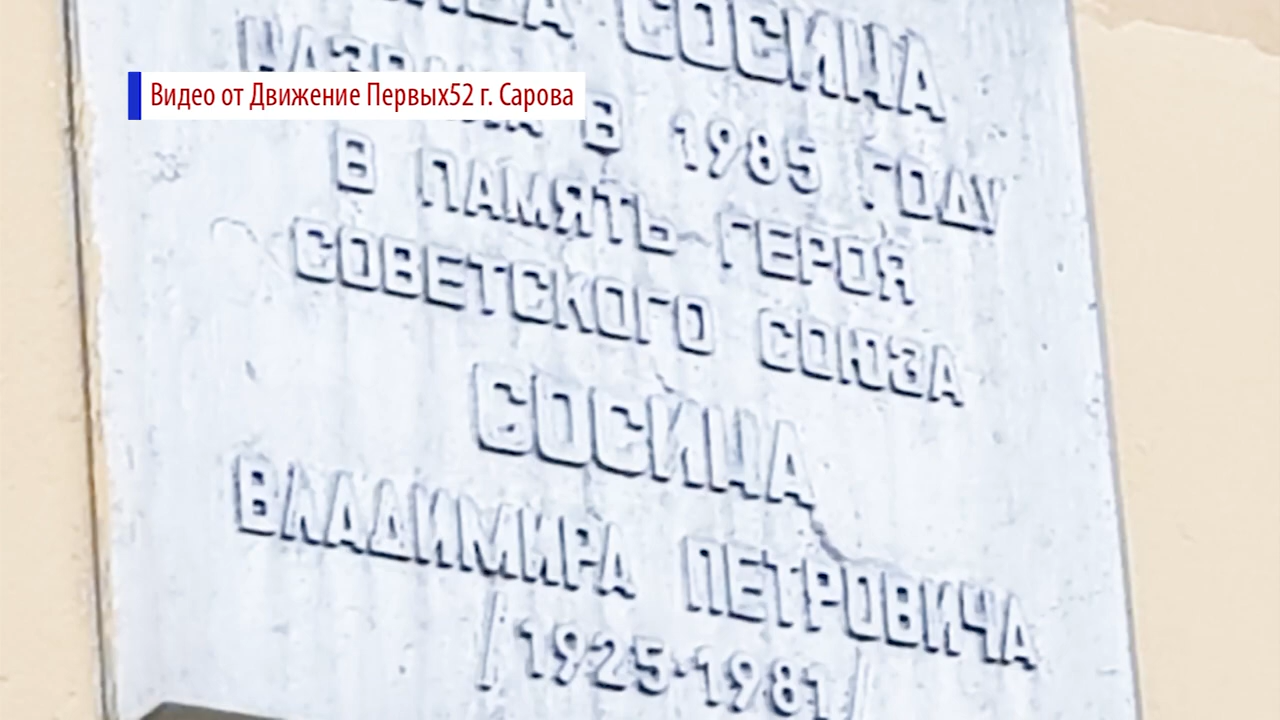 СОСИНА
Видео от Движение Первых52 г. Сарова
В 1985 ГОДУ
В ПАМЯТЬ ГЕРОЯ
СОВЕТСКОГО СОЮЗА
СОСИНА
ВЛАДИМИРА ПЕТРОВИЧА
/1925-1981/